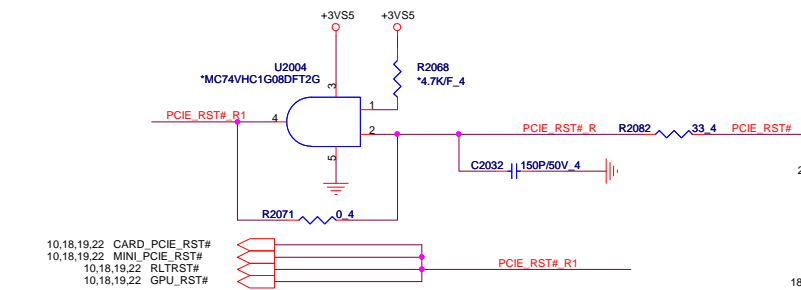 +3VS5 +3VS5
U2004
*MC74VHC1G08DFT2G
R2068
*4.7K/F_4
3
1
PCIE_RST#_R1 4
2 PCIE_RST#_R R2082 33_4 PCIE_RST#
5
C2032 150P/50V_4
2
R2071 0_4
10,18,19,22 CARD_PCIE_RST#
10,18,19,22 MINI_PCIE_RST#
10,18,19,22 RLTRST# PCIE_RST#_R1
10,18,19,22 GPU_RST#
18